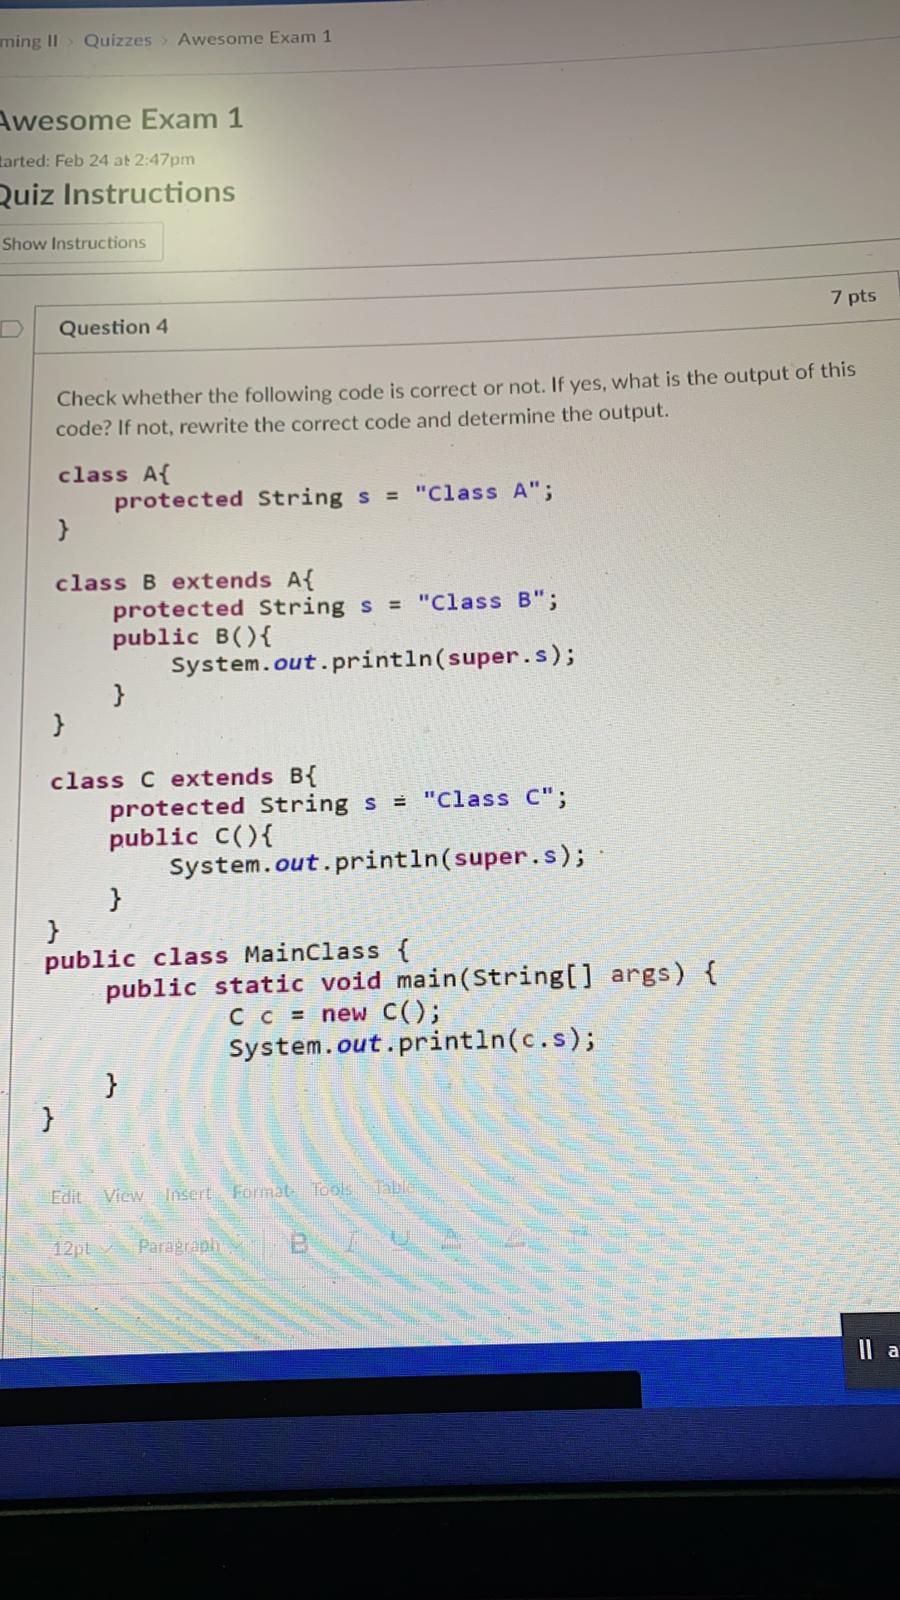 ming II > Quizzes > Awesome Exam 1
Awesome Exam 1
tarted: Feb 24 at 2:47pm
Quiz Instructions
Show Instructions
7 pts
Question 4
Check whether the following code is correct or not. If yes, what is the output of this
code? If not, rewrite the correct code and determine the output.
class A{
protected String s = "Class A";
}
class B extends A{
protected String s = "Class B";
public B(){
System.out.println(super.s);
}
}
class C extends B{
protected String s = "Class C";
public C(){
System.out.println(super.s);
}
}
public class MainClass {
public static void main(String[] args) {
C c = new C();
System.out.println(c.s);
}
}
Edit View Insert Format Tools Table
12pt Paragraph B I U A
a